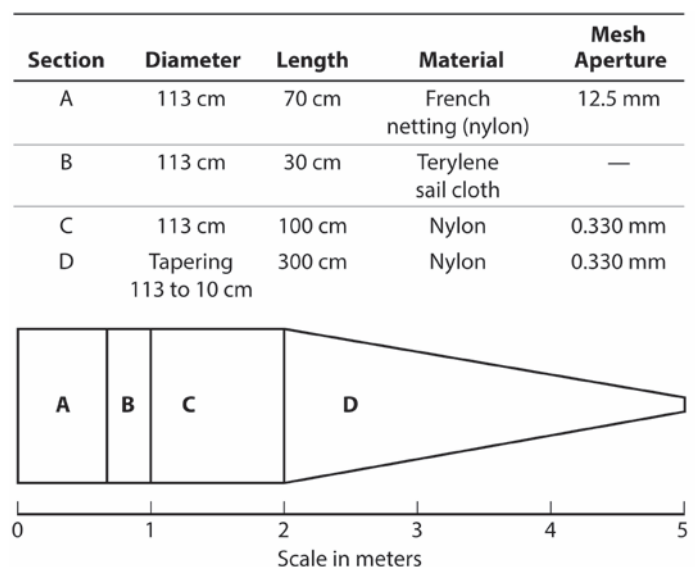 Mesh
Section Diameter Length Material Aperture
A 113 cm 70 cm French 12.5 mm
netting (nylon)
B 113 cm 30 cm Terylene —
sail cloth
C 113 cm 100 cm Nylon 0.330 mm
D Tapering 300 cm Nylon 0.330 mm
113 to 10 cm
A B C D
0 1 2 3 4 5
Scale in meters